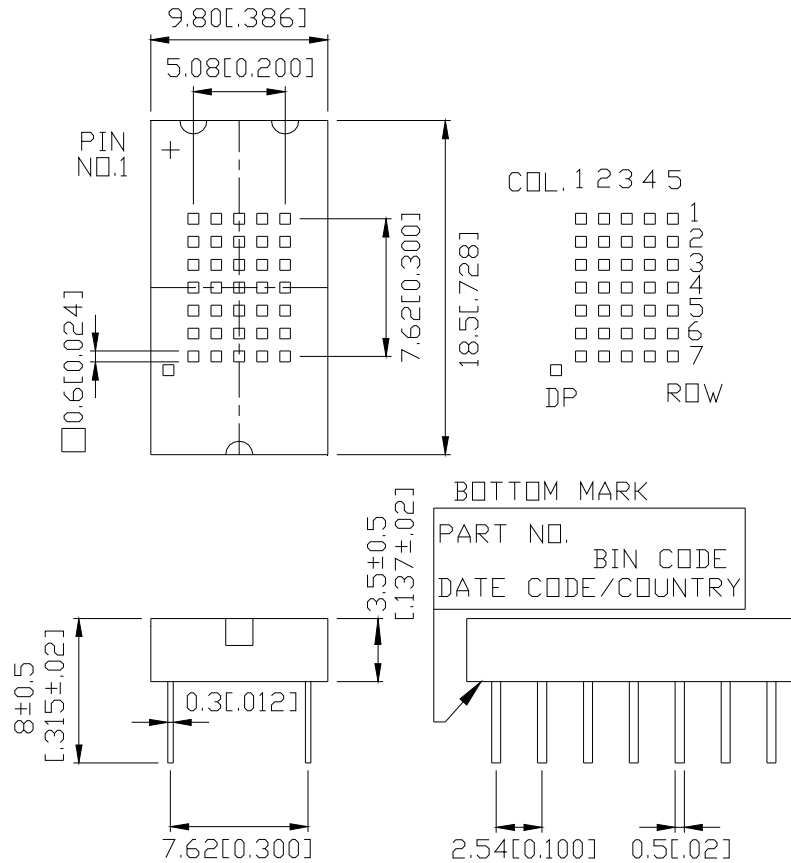 9.80[.386]
5.08[0.200]
PIN
NO.1
COL. 1 2 3 4 5
1
2
3
4
5
6
7
DP
ROW
7.62[0.300]
18.5[.728]
0.6[0.024]
BOTTOM MARK
PART NO.
BIN CODE
DATE CODE/COUNTRY
3.5±0.5
[.137±.02]
8±0.5
[.315±.02]
0.3[.012]
7.62[0.300]
2.54[0.100]
0.5[.02]